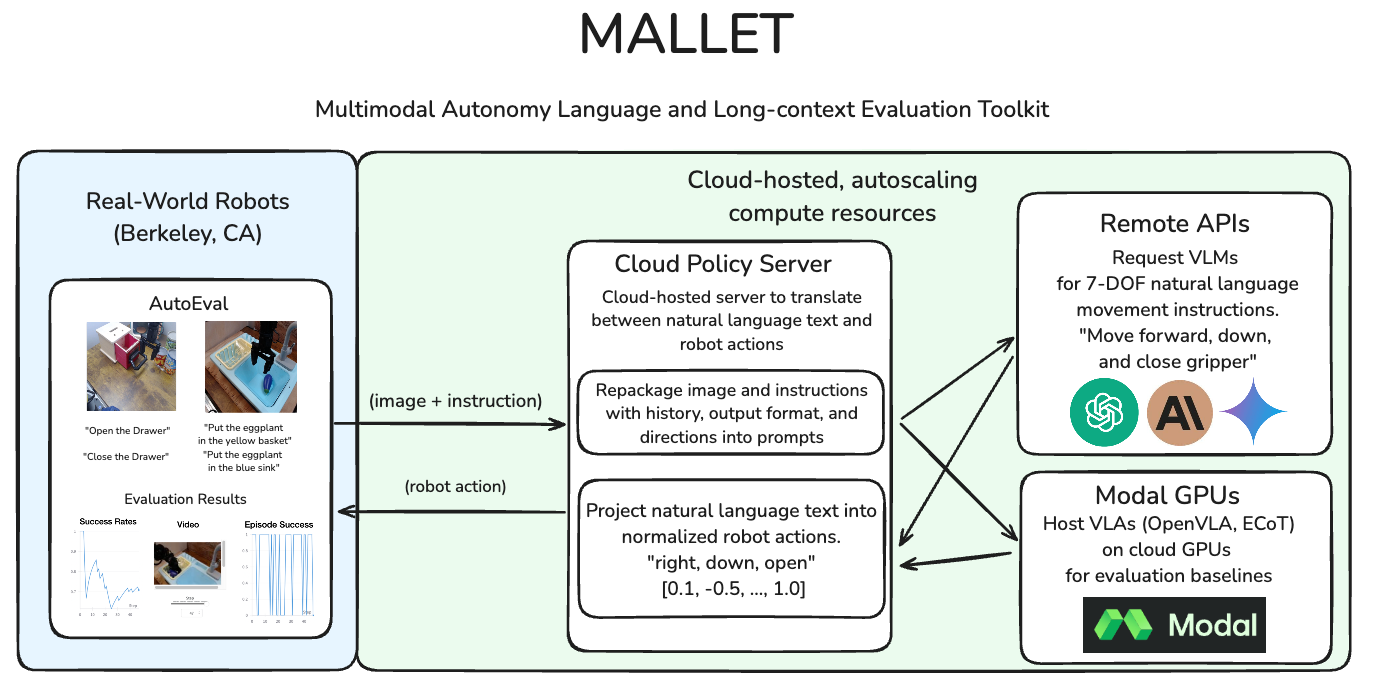 MALLET
Multimodal Autonomy Language and Long-context Evaluation Toolkit
Real-World Robots
(Berkeley, CA)
AutoEval
"Open the Drawer"
"Close the Drawer"
"Put the eggplant
in the yellow basket"
"Put the eggplant
in the blue sink"
Evaluation Results
Success Rates
Video
Episode Success
(image + instruction)
(robot action)
Cloud-hosted, autoscaling
compute resources
Cloud Policy Server
Cloud-hosted server to translate
between natural language text and
robot actions
Repackage image and instructions
with history, output format, and
directions into prompts
Project natural language text into
normalized robot actions.
"right, down, open"
[0.1, -0.5, ..., 1.0]
Remote APIs
Request VLMs
for 7-DOF natural language
movement instructions.
"Move forward, down,
and close gripper"
Modal GPUs
Host VLAs (OpenVLA, ECoT)
on cloud GPUs
for evaluation baselines
Modal